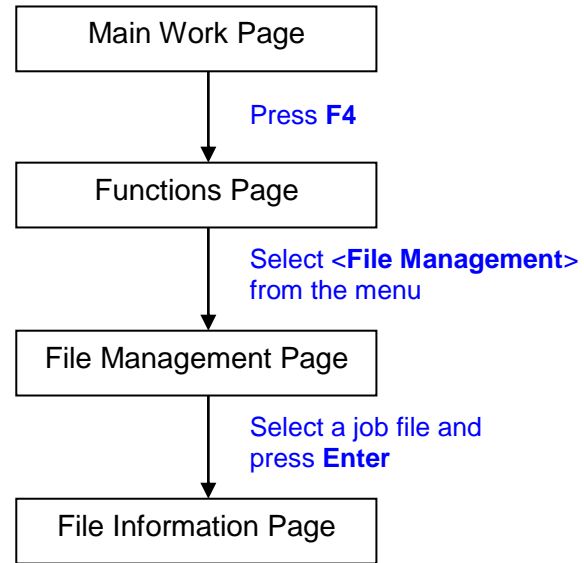 Main Work Page
Press F4
Functions Page
Select <File Management>
from the menu
File Management Page
Select a job file and
press Enter
File Information Page